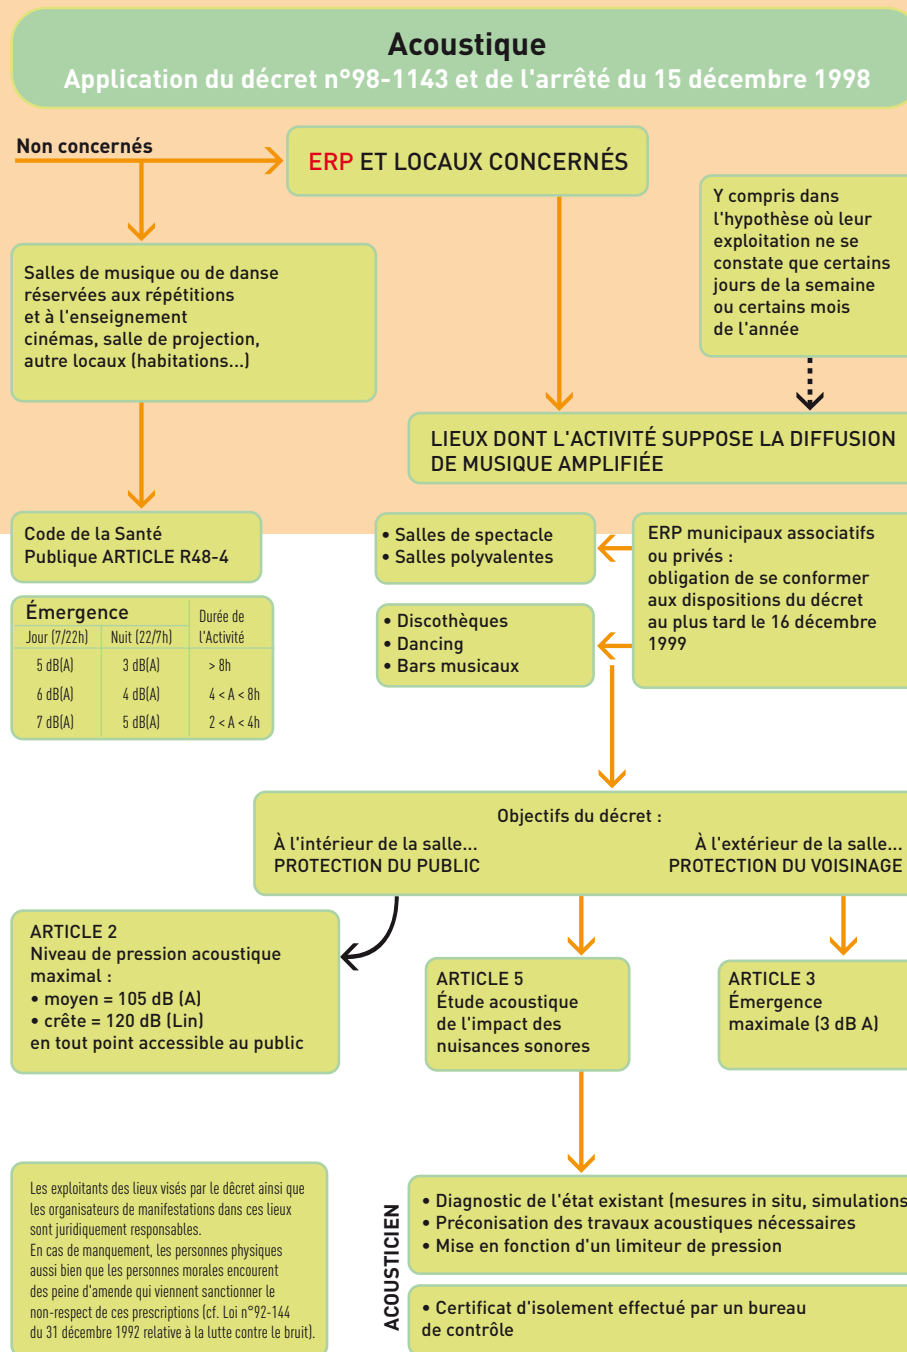 Acoustique
Application du décret n°98-1143 et de l'arrêté du 15 décembre 1998
Non concernés
ERP ET LOCAUX CONCERNÉS
Y compris dans
l'hypothèse où leur
exploitation ne se
constate que certains
jours de la semaine
ou certains mois
de l'année
Salles de musique ou de danse
réservées aux répétitions
et à l'enseignement
cinémas, salle de projection,
autre locaux (habitations...)
LIEUX DONT L'ACTIVITÉ SUPPOSE LA DIFFUSION
DE MUSIQUE AMPLIFIÉE
Code de la Santé
Publique ARTICLE R48-4
• Salles de spectacle
• Salles polyvalentes
ERP municipaux associatifs
ou privés :
obligation de se conformer
aux dispositions du décret
au plus tard le 16 décembre
1999
• Discothèques
• Dancing
• Bars musicaux
Émergence
Durée de
l'Activité
Jour (7/22h) Nuit (22/7h)
5 dB(A) 3 dB(A) > 8h
6 dB(A) 4 dB(A) 4 < A < 8h
7 dB(A) 5 dB(A) 2 < A < 4h
Objectifs du décret :
À l'intérieur de la salle...
PROTECTION DU PUBLIC
À l'extérieur de la salle...
PROTECTION DU VOISINAGE
ARTICLE 2
Niveau de pression acoustique
maximal :
• moyen = 105 dB (A)
• crête = 120 dB (Lin)
en tout point accessible au public
ARTICLE 5
Étude acoustique
de l'impact des
nuisances sonores
ARTICLE 3
Émergence
maximale (3 dB A)
Les exploitants des lieux visés par le dêcret ainsi que
les organisateurs de manifestations dans ces lieux
sont juridiquement responsables.
En cas de manquement, les personnes physiques
aussi bien que les personnes morales encourent
des peine d'amende qui viennent sanctionner le
non-respect de ces prescriptions (cf. Loi n°92-144
du 31 décembre 1992 relative à la lutte contre le bruit).
ACOUSTICIEN
• Diagnostic de l'état existant (mesures in situ, simulations
• Préconisation des travaux acoustiques nécessaires
• Mise en fonction d'un limiteur de pression
• Certificat d'isolement effectué par un bureau
de contrôle